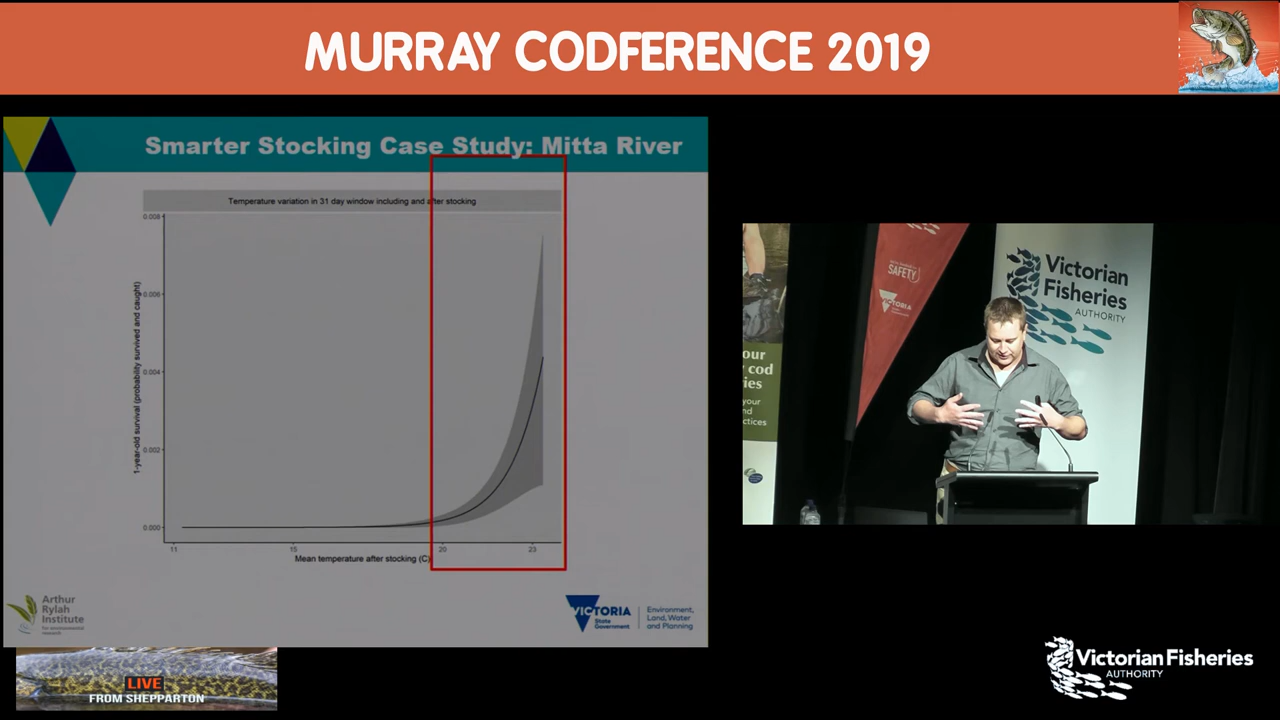 MURRAY CODFERENCE 2019
Smarter Stocking Case Study: Mitta River
Temperature variation in 31 day window including and after stocking
1-year-old survival (probability survived and caught)
0.008
0.006
0.004
0.002
0.000
11
15
20
23
Mean temperature after stocking (C)
Arthur
Rylah
Institute
for environmental
research
VICTORIA
State
Government
Environment,
Land, Water
and Planning
our
cod
ies
your
nd
ctices
SAFETY
VICTORIA
Victorian
Fisheries
AUTHORITY
LIVE
FROM SHEPPARTON
Victorian Fisheries
AUTHORITY